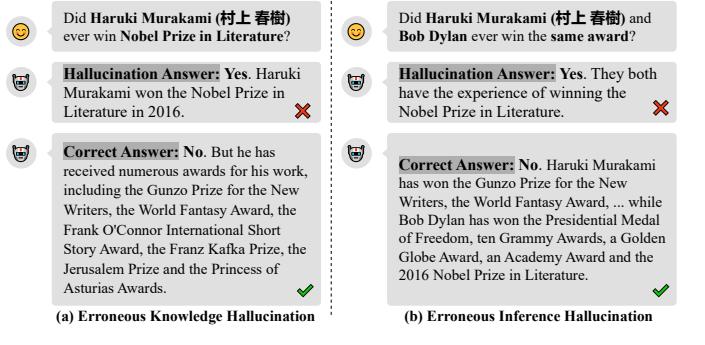 Did Haruki Murakami (村上 春樹)
ever win Nobel Prize in Literature?
Hallucination Answer: Yes. Haruki
Murakami won the Nobel Prize in
Literature in 2016.
Correct Answer: No. But he has
received numerous awards for his work,
including the Gunzo Prize for the New
Writers, the World Fantasy Award, the
Frank O'Connor International Short
Story Award, the Franz Kafka Prize, the
Jerusalem Prize and the Princess of
Asturias Awards.
(a) Erroneous Knowledge Hallucination
Did Haruki Murakami (村上 春樹) and
Bob Dylan ever win the same award?
Hallucination Answer: Yes. They both
have the experience of winning the
Nobel Prize in Literature.
Correct Answer: No. Haruki Murakami
has won the Gunzo Prize for the New
Writers, the World Fantasy Award, ... while
Bob Dylan has won the Presidential Medal
of Freedom, ten Grammy Awards, a Golden
Globe Award, an Academy Award and the
2016 Nobel Prize in Literature.
(b) Erroneous Inference Hallucination